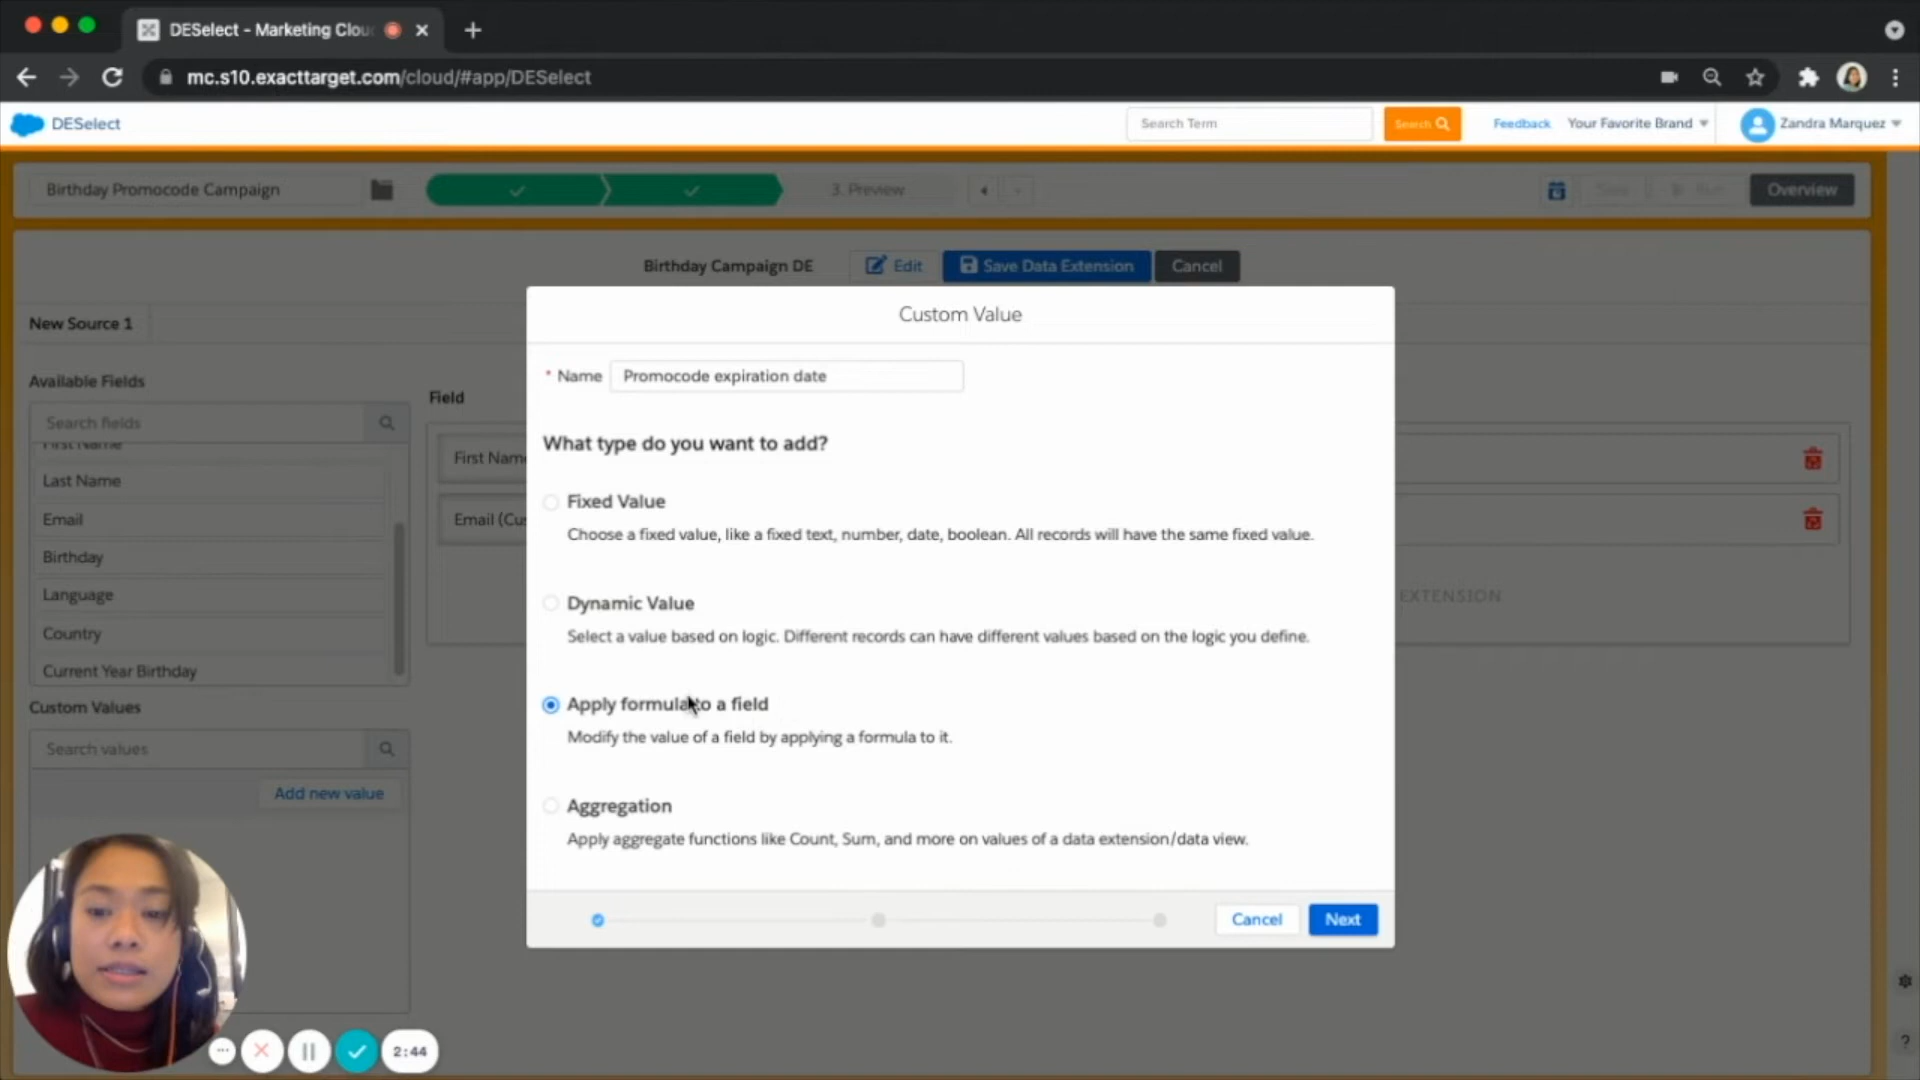 DESelect - Marketing Clou
mc.s10.exacttarget.com/cloud/#app/DESelect
DESelect
Search Term
Search
Feedback
Your Favorite Brand
Zandra Marquez
Birthday Promocode Campaign
3. Preview
Overview
Birthday Campaign DE
Edit
Save Data Extension
Cancel
New Source 1
Custom Value
* Name
Promocode expiration date
Available Fields
Search fields
First Name
Last Name
Email
Birthday
Language
Country
Current Year Birthday
Field
First Name
Email (Cus
EXTENSION
What type do you want to add?
Fixed Value
Choose a fixed value, like a fixed text, number, date, boolean. All records will have the same fixed value.
Dynamic Value
Select a value based on logic. Different records can have different values based on the logic you define.
Apply formula to a field
Modify the value of a field by applying a formula to it.
Aggregation
Apply aggregate functions like Count, Sum, and more on values of a data extension/data view.
Cancel
Next
Custom Values
Search values
Add new value
2:44
?